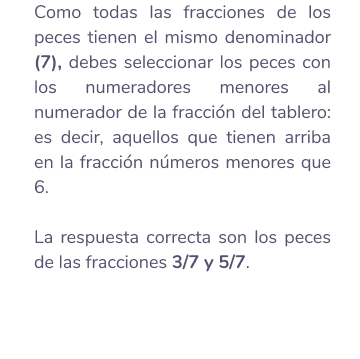 Como todas las fracciones de los
peces tienen el mismo denominador
(7), debes seleccionar los peces con
los numeradores menores al
numerador de la fracción del tablero:
es decir, aquellos que tienen arriba
en la fracción números menores que
6.
La respuesta correcta son los peces
de las fracciones 3/7 y 5/7.